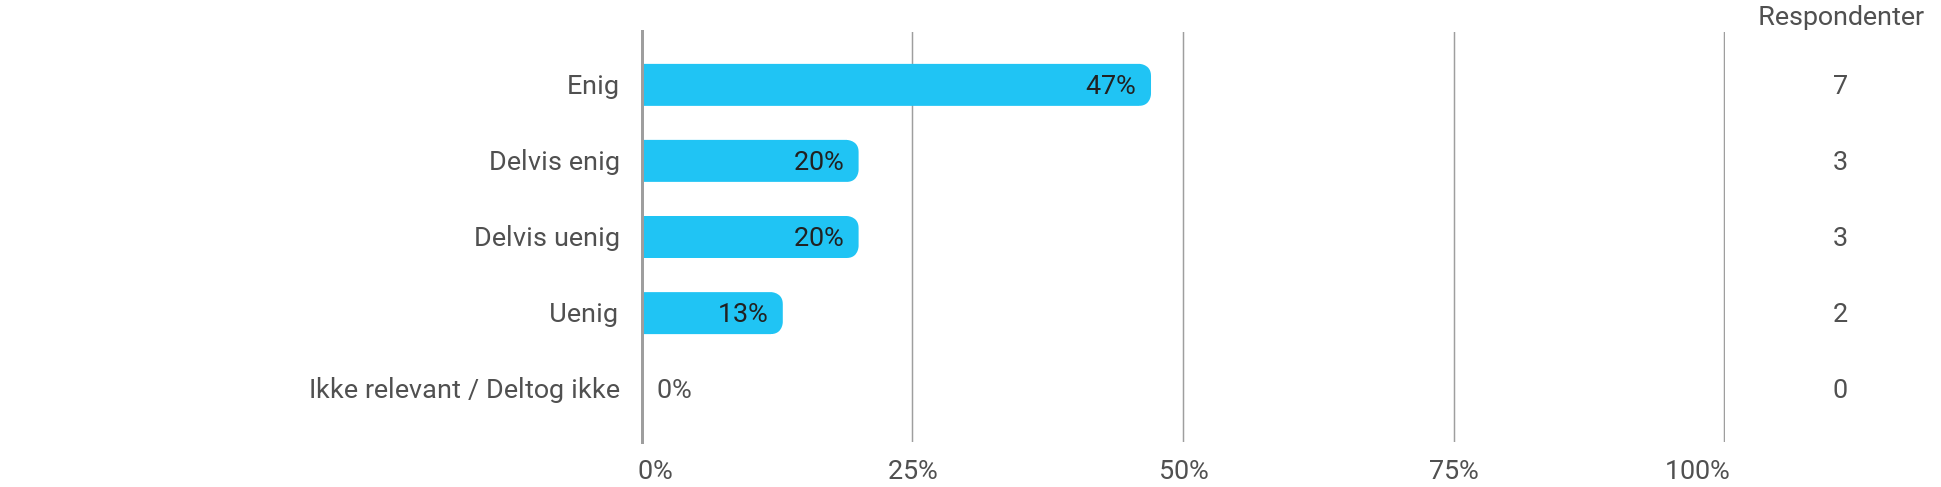 Respondenter
Enig 47% 7
Delvis enig 20% 3
Delvis uenig 20% 3
Uenig 13% 2
Ikke relevant / Deltog ikke 0% 0
0% 25% 50% 75% 100%